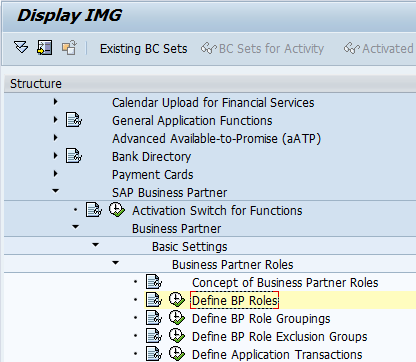 Display IMG
Existing BC Sets BC Sets for Activity Activated
Structure
Calendar Upload for Financial Services
General Application Functions
Advanced Available-to-Promise (aATP)
Bank Directory
Payment Cards
SAP Business Partner
Activation Switch for Functions
Business Partner
Basic Settings
Business Partner Roles
Concept of Business Partner Roles
Define BP Roles
Define BP Role Groupings
Define BP Role Exclusion Groups
Define Application Transactions